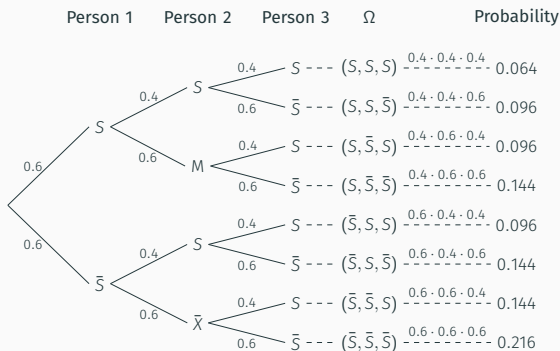 Person 1 Person 2 Person 3 Ω Probability
0.4 S (S, S, S) 0.4 · 0.4 · 0.4 0.064
0.4 S
0.6 S̄ (S, S, S̄) 0.4 · 0.4 · 0.6 0.096
0.6 S
0.4 S (S, S̄, S) 0.4 · 0.6 · 0.4 0.096
0.6 M
0.6 S̄ (S, S̄, S̄) 0.4 · 0.6 · 0.6 0.144
0.4 S (S̄, S, S) 0.6 · 0.4 · 0.4 0.096
0.4 S
0.6 S̄ (S̄, S, S̄) 0.6 · 0.4 · 0.6 0.144
0.6 S̄
0.4 S (S̄, S̄, S) 0.6 · 0.6 · 0.4 0.144
0.6 X̄
0.6 S̄ (S̄, S̄, S̄) 0.6 · 0.6 · 0.6 0.216